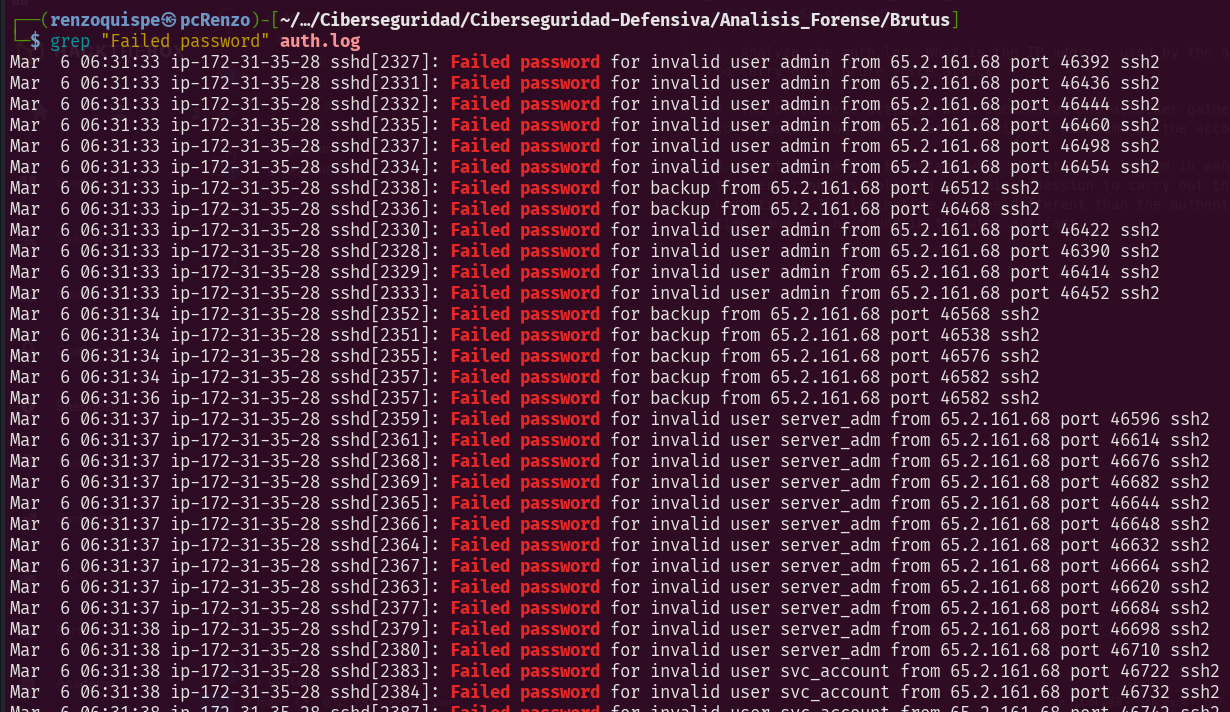 ┌──(renzoquispe㉿pcRenzo)-[~/…/Ciberseguridad/Ciberseguridad-Defensiva/Analisis_Forense/Brutus]
└─$ grep "Failed password" auth.log
Mar  6 06:31:33 ip-172-31-35-28 sshd[2327]: Failed password for invalid user admin from 65.2.161.68 port 46392 ssh2
Mar  6 06:31:33 ip-172-31-35-28 sshd[2331]: Failed password for invalid user admin from 65.2.161.68 port 46436 ssh2
Mar  6 06:31:33 ip-172-31-35-28 sshd[2332]: Failed password for invalid user admin from 65.2.161.68 port 46444 ssh2
Mar  6 06:31:33 ip-172-31-35-28 sshd[2335]: Failed password for invalid user admin from 65.2.161.68 port 46460 ssh2
Mar  6 06:31:33 ip-172-31-35-28 sshd[2337]: Failed password for invalid user admin from 65.2.161.68 port 46498 ssh2
Mar  6 06:31:33 ip-172-31-35-28 sshd[2334]: Failed password for invalid user admin from 65.2.161.68 port 46454 ssh2
Mar  6 06:31:33 ip-172-31-35-28 sshd[2338]: Failed password for backup from 65.2.161.68 port 46512 ssh2
Mar  6 06:31:33 ip-172-31-35-28 sshd[2336]: Failed password for backup from 65.2.161.68 port 46468 ssh2
Mar  6 06:31:33 ip-172-31-35-28 sshd[2330]: Failed password for invalid user admin from 65.2.161.68 port 46422 ssh2
Mar  6 06:31:33 ip-172-31-35-28 sshd[2328]: Failed password for invalid user admin from 65.2.161.68 port 46390 ssh2
Mar  6 06:31:33 ip-172-31-35-28 sshd[2329]: Failed password for invalid user admin from 65.2.161.68 port 46414 ssh2
Mar  6 06:31:33 ip-172-31-35-28 sshd[2333]: Failed password for invalid user admin from 65.2.161.68 port 46452 ssh2
Mar  6 06:31:34 ip-172-31-35-28 sshd[2352]: Failed password for backup from 65.2.161.68 port 46568 ssh2
Mar  6 06:31:34 ip-172-31-35-28 sshd[2351]: Failed password for backup from 65.2.161.68 port 46538 ssh2
Mar  6 06:31:34 ip-172-31-35-28 sshd[2355]: Failed password for backup from 65.2.161.68 port 46576 ssh2
Mar  6 06:31:34 ip-172-31-35-28 sshd[2357]: Failed password for backup from 65.2.161.68 port 46582 ssh2
Mar  6 06:31:36 ip-172-31-35-28 sshd[2357]: Failed password for backup from 65.2.161.68 port 46582 ssh2
Mar  6 06:31:37 ip-172-31-35-28 sshd[2359]: Failed password for invalid user server_adm from 65.2.161.68 port 46596 ssh2
Mar  6 06:31:37 ip-172-31-35-28 sshd[2361]: Failed password for invalid user server_adm from 65.2.161.68 port 46614 ssh2
Mar  6 06:31:37 ip-172-31-35-28 sshd[2368]: Failed password for invalid user server_adm from 65.2.161.68 port 46676 ssh2
Mar  6 06:31:37 ip-172-31-35-28 sshd[2369]: Failed password for invalid user server_adm from 65.2.161.68 port 46682 ssh2
Mar  6 06:31:37 ip-172-31-35-28 sshd[2365]: Failed password for invalid user server_adm from 65.2.161.68 port 46644 ssh2
Mar  6 06:31:37 ip-172-31-35-28 sshd[2366]: Failed password for invalid user server_adm from 65.2.161.68 port 46648 ssh2
Mar  6 06:31:37 ip-172-31-35-28 sshd[2364]: Failed password for invalid user server_adm from 65.2.161.68 port 46632 ssh2
Mar  6 06:31:37 ip-172-31-35-28 sshd[2367]: Failed password for invalid user server_adm from 65.2.161.68 port 46664 ssh2
Mar  6 06:31:37 ip-172-31-35-28 sshd[2363]: Failed password for invalid user server_adm from 65.2.161.68 port 46620 ssh2
Mar  6 06:31:37 ip-172-31-35-28 sshd[2377]: Failed password for invalid user server_adm from 65.2.161.68 port 46684 ssh2
Mar  6 06:31:38 ip-172-31-35-28 sshd[2379]: Failed password for invalid user server_adm from 65.2.161.68 port 46698 ssh2
Mar  6 06:31:38 ip-172-31-35-28 sshd[2380]: Failed password for invalid user server_adm from 65.2.161.68 port 46710 ssh2
Mar  6 06:31:38 ip-172-31-35-28 sshd[2383]: Failed password for invalid user svc_account from 65.2.161.68 port 46722 ssh2
Mar  6 06:31:38 ip-172-31-35-28 sshd[2384]: Failed password for invalid user svc_account from 65.2.161.68 port 46732 ssh2